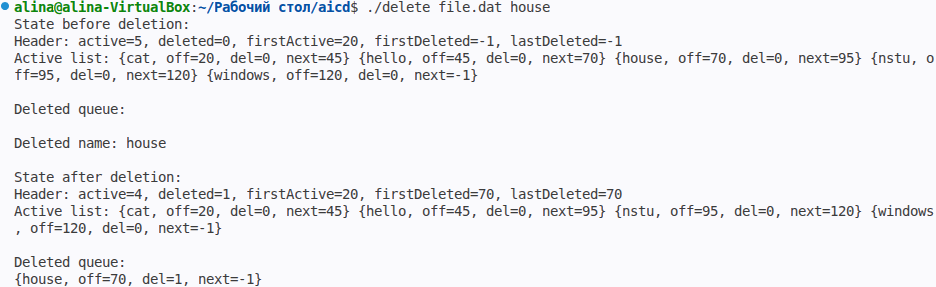 alina@alina-VirtualBox:~/Рабочий стол/aicd$ ./delete file.dat house
State before deletion:
Header: active=5, deleted=0, firstActive=20, firstDeleted=-1, lastDeleted=-1
Active list: {cat, off=20, del=0, next=45} {hello, off=45, del=0, next=70} {house, off=70, del=0, next=95} {nstu, o
ff=95, del=0, next=120} {windows, off=120, del=0, next=-1}
Deleted queue:
Deleted name: house
State after deletion:
Header: active=4, deleted=1, firstActive=20, firstDeleted=70, lastDeleted=70
Active list: {cat, off=20, del=0, next=45} {hello, off=45, del=0, next=95} {nstu, off=95, del=0, next=120} {windows
, off=120, del=0, next=-1}
Deleted queue:
{house, off=70, del=1, next=-1}